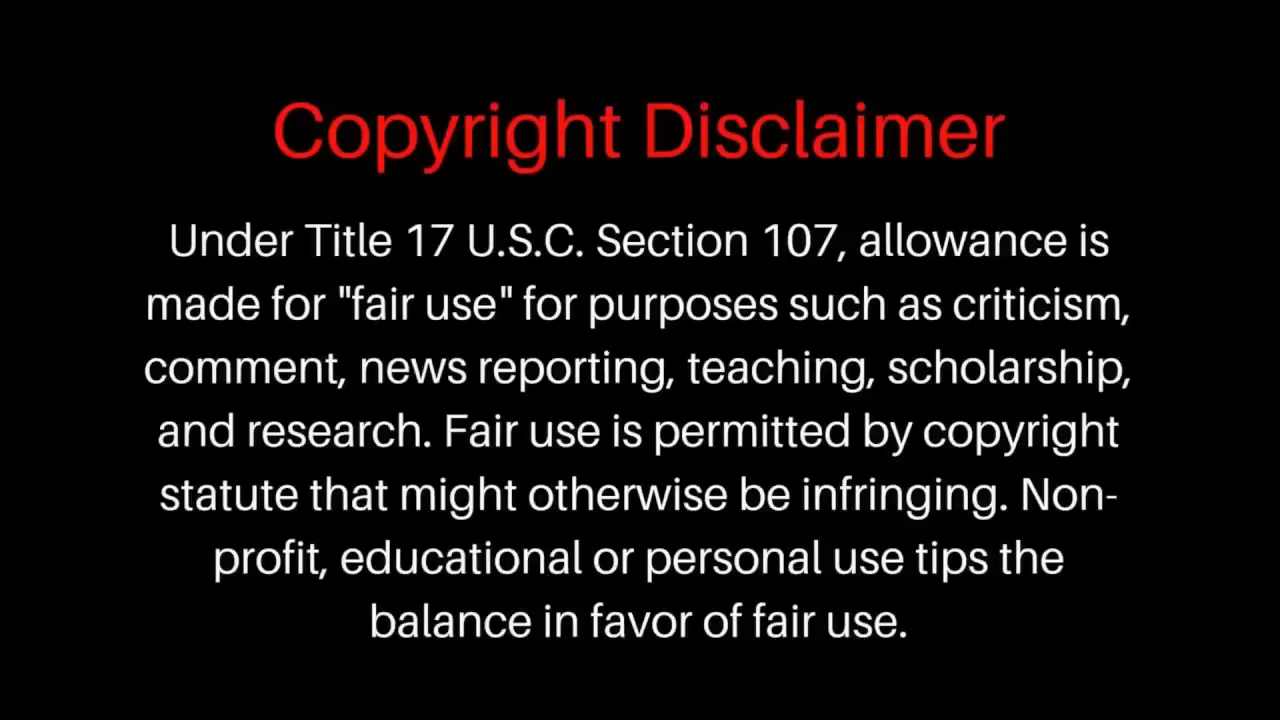 Copyright Disclaimer
Under Title 17 U.S.C. Section 107, allowance is
made for "fair use" for purposes such as criticism,
comment, news reporting, teaching, scholarship,
and research. Fair use is permitted by copyright
statute that might otherwise be infringing. Non-
profit, educational or personal use tips the
balance in favor of fair use.